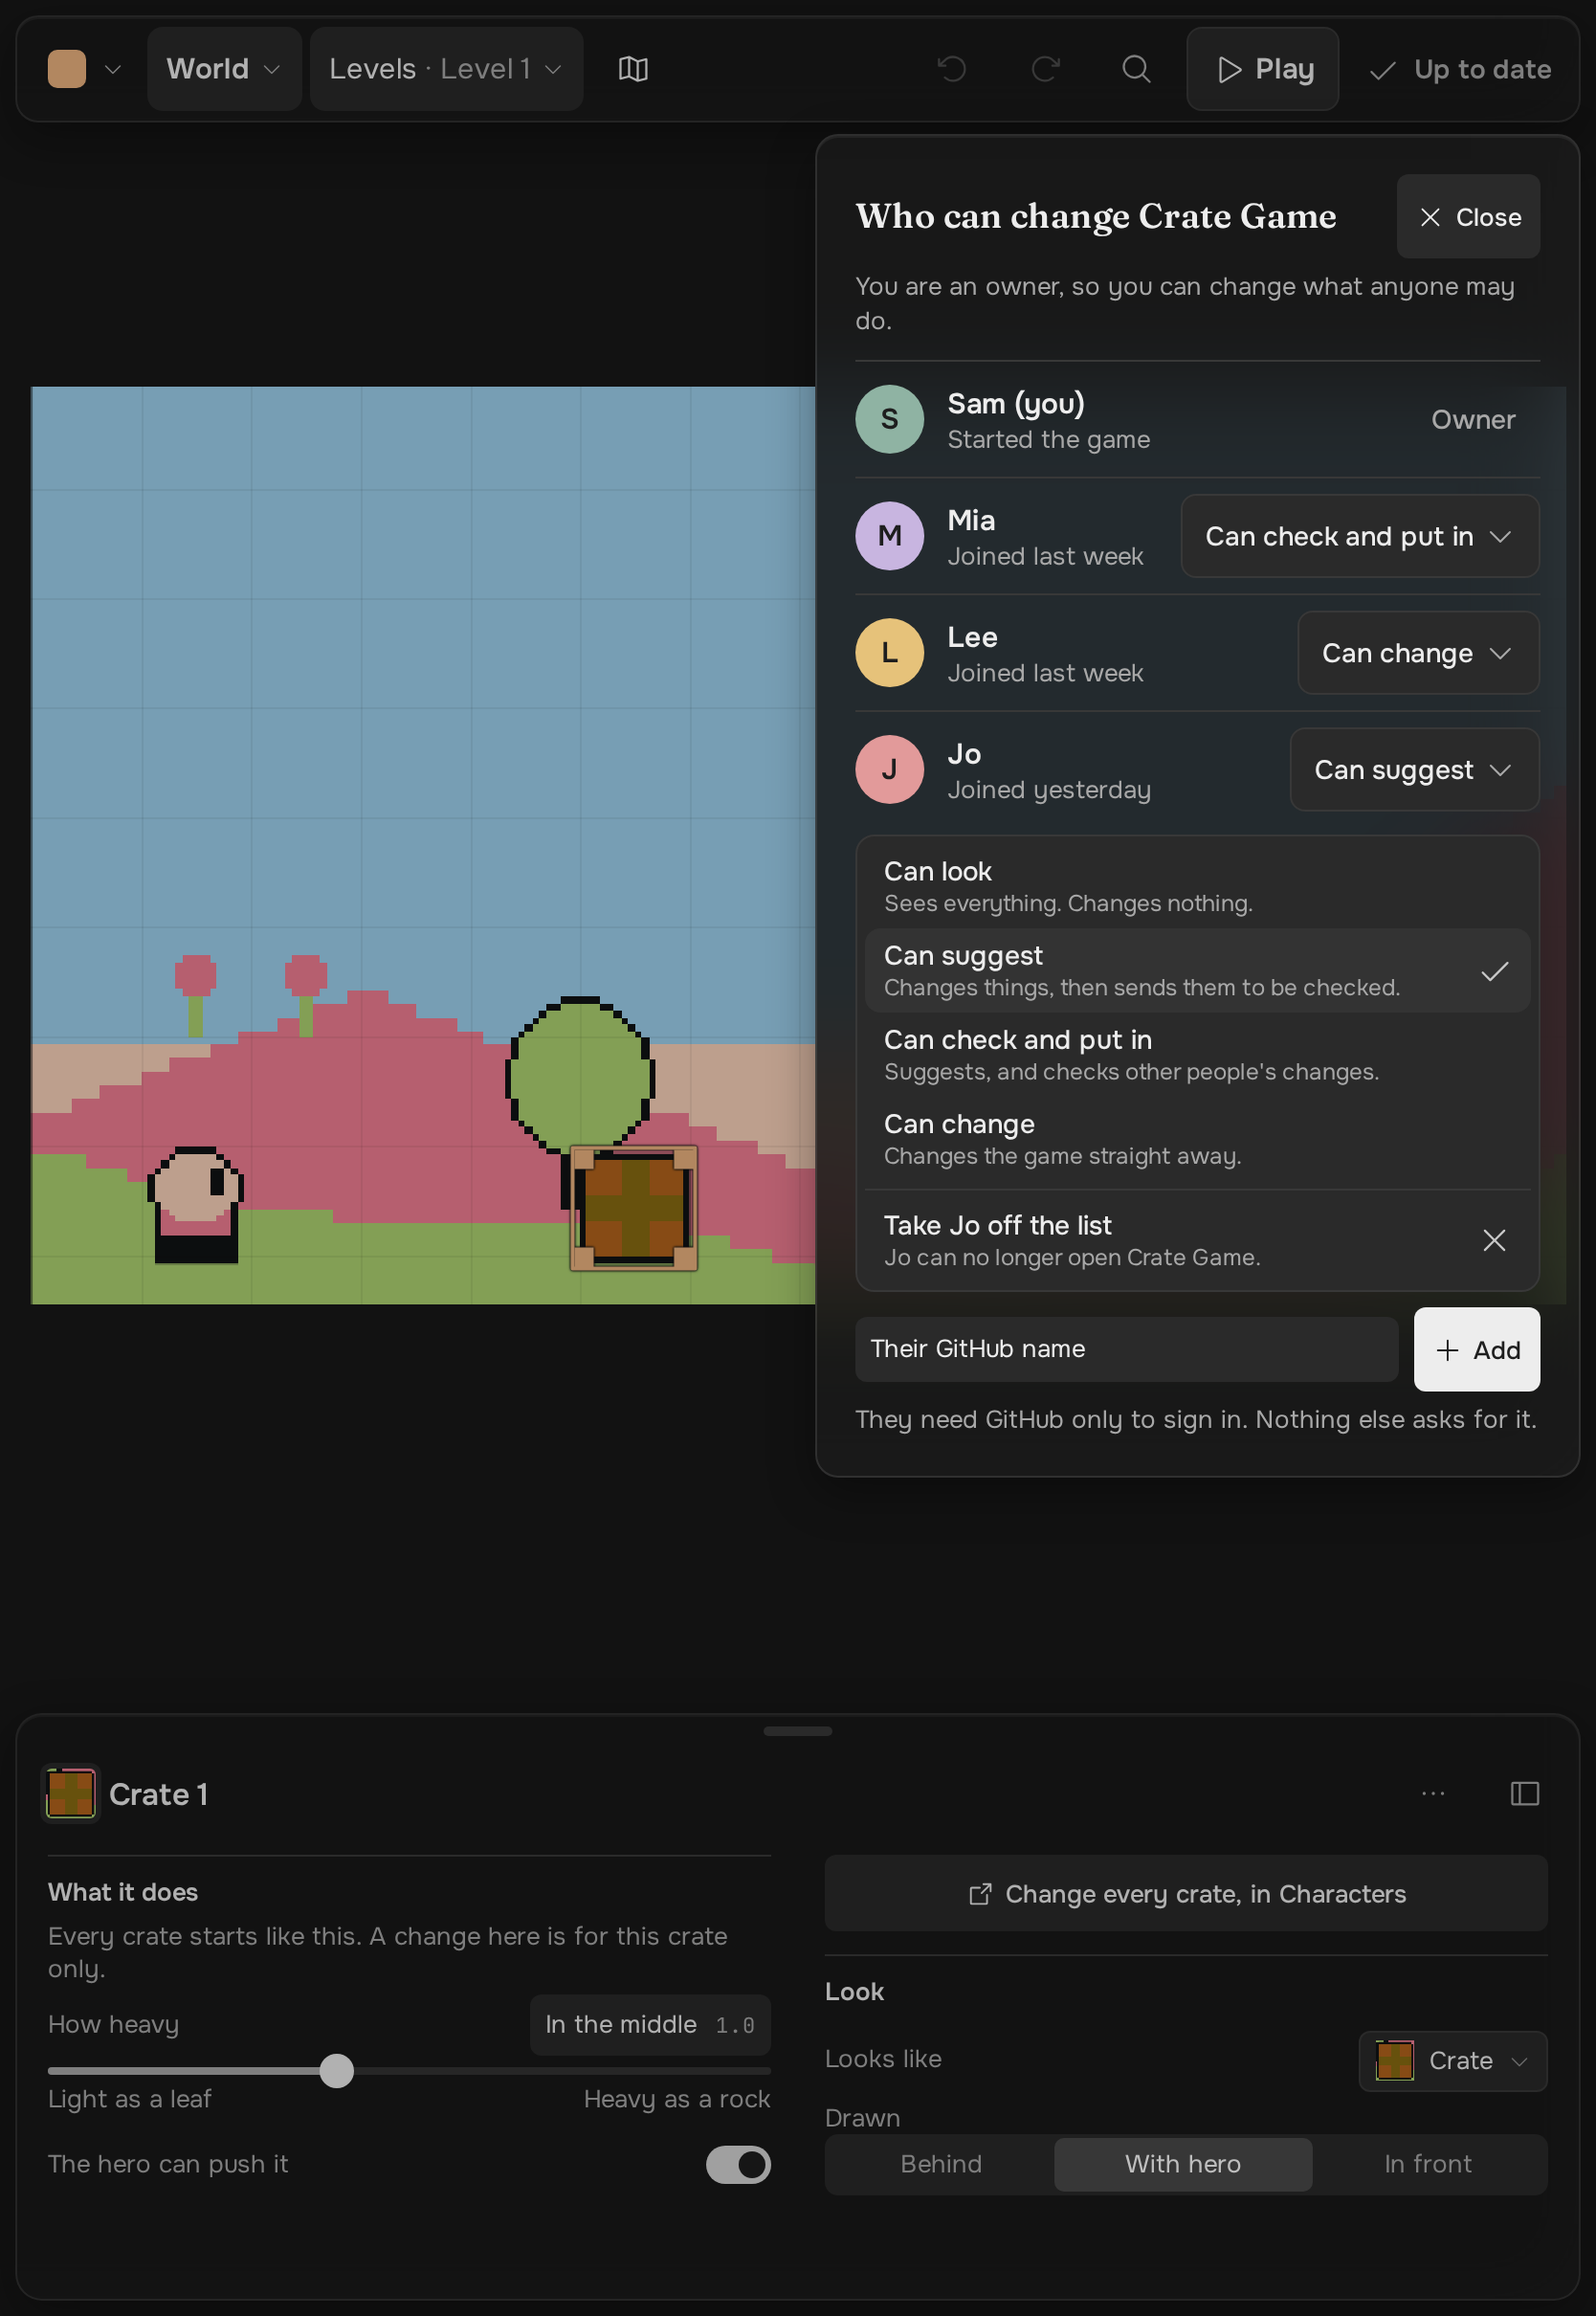 World
Levels · Level 1
Play
Up to date
Who can change Crate Game
Close
You are an owner, so you can change what anyone may
do.
S
Sam (you)
Started the game
Owner
M
Mia
Joined last week
Can check and put in
L
Lee
Joined last week
Can change
J
Jo
Joined yesterday
Can suggest
Can look
Sees everything. Changes nothing.
Can suggest
Changes things, then sends them to be checked.
Can check and put in
Suggests, and checks other people's changes.
Can change
Changes the game straight away.
Take Jo off the list
Jo can no longer open Crate Game.
Their GitHub name
Add
They need GitHub only to sign in. Nothing else asks for it.
Crate 1
What it does
Every crate starts like this. A change here is for this crate
only.
How heavy
In the middle 1.0
Light as a leaf
Heavy as a rock
The hero can push it
Change every crate, in Characters
Look
Looks like
Crate
Drawn
Behind
With hero
In front